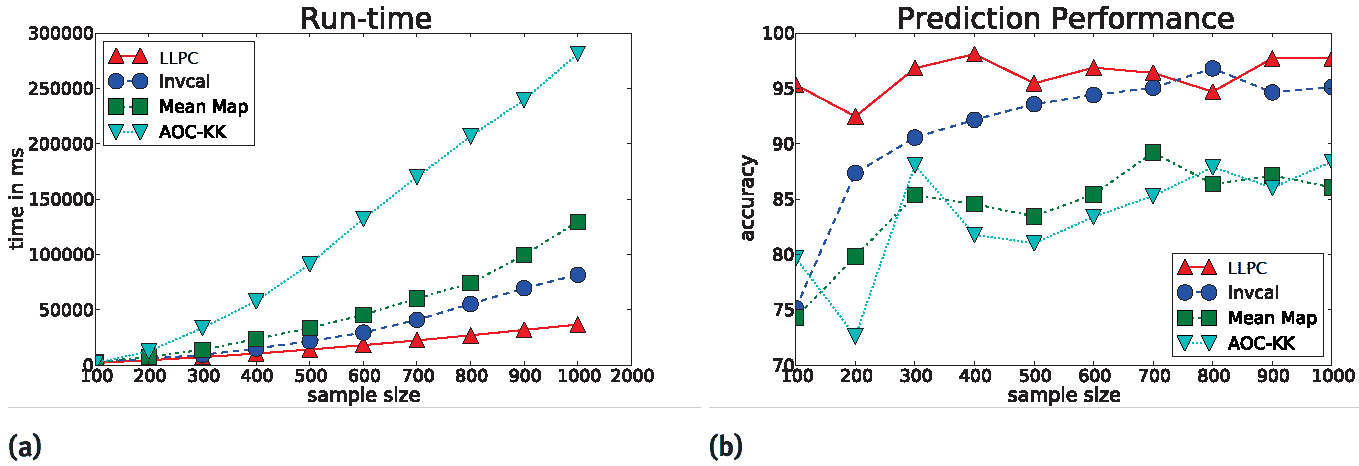 Run-time
300000
250000
200000
150000
100000
50000
0
time in ms
LLPC
Invcal
Mean Map
AOC-KK
100 200 300 400 500 600 700 800 900 1000 2000
sample size
(a)
Prediction Performance
100
95
90
85
80
75
70
accuracy
LLPC
Invcal
Mean Map
AOC-KK
100 200 300 400 500 600 700 800 900 1000
sample size
(b)